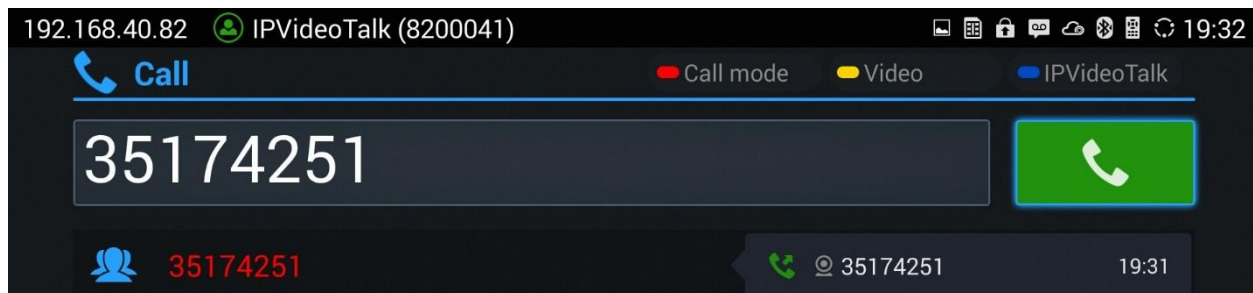 192.168.40.82 IPVideoTalk (8200041) 19:32
Call Call mode Video IPVideoTalk
35174251
35174251 35174251 19:31